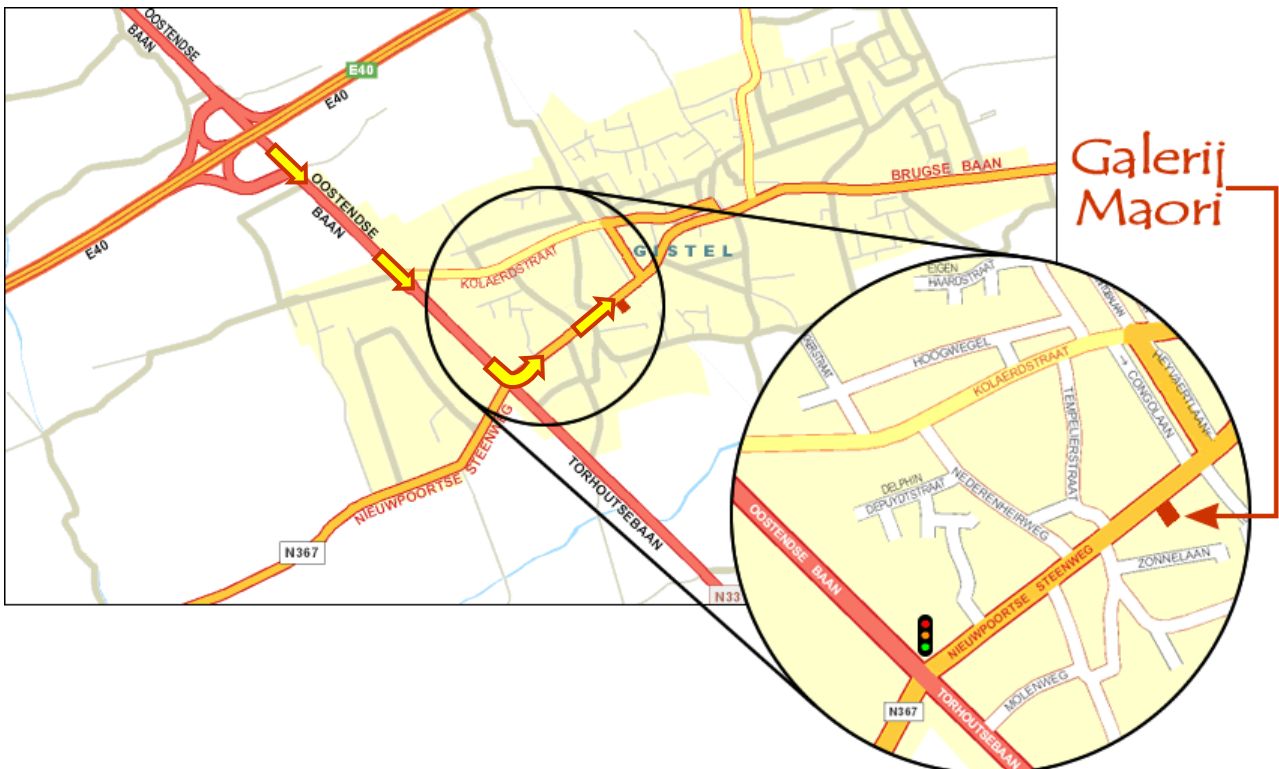 OOSTENDSE
BAAN
E40
E40
E40
OOSTENDSE
BAAN
BRUGSE BAAN
GISTEL
KOLAERDSTRAAT
NIEUWPOORTSE STEENWEG
TORHOUTSEBAAN
N367
N33
Galerij
Maori
EIGEN
HAARDSTRAAT
HOOGWEGEL
KOLAERDSTRAAT
HEYVAERTLAAN
→ CONGOLAAN
TEMPELIERSTRAAT
DELPHIN
DEPUYDTSTRAAT
NEDERENHEIRWEG
OOSTENDSE BAAN
ZONNELAAN
NIEUWPOORTSE STEENWEG
MOLENWEG
N367
TORHOUTSEBAAN